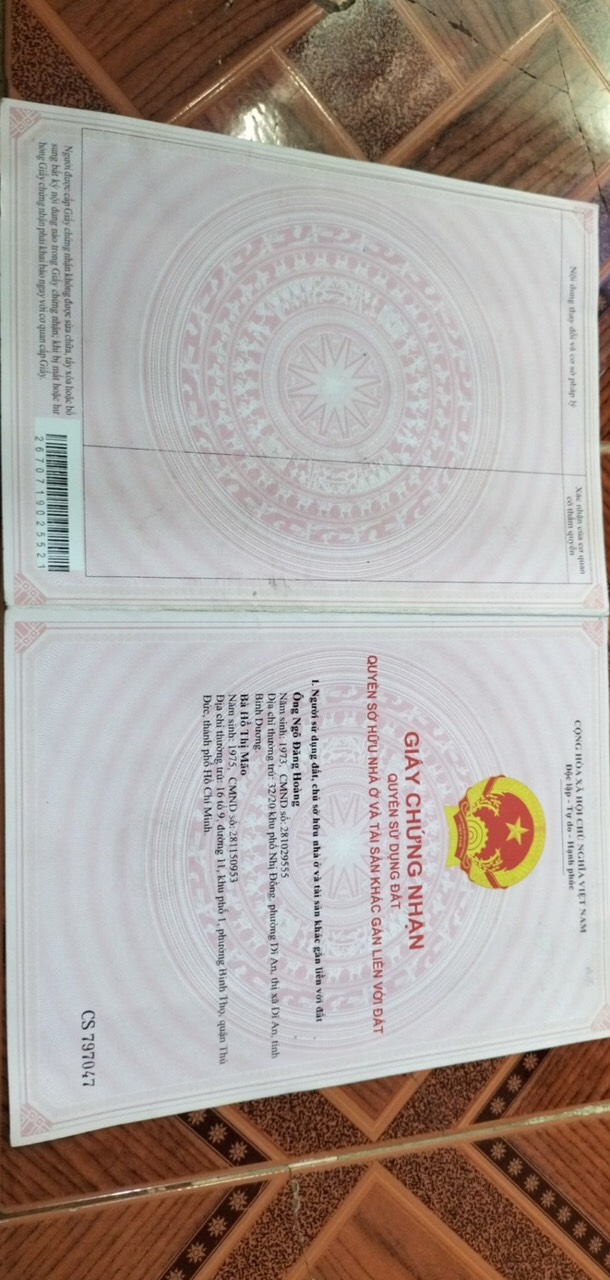 CỘNG HÒA XÃ HỘI CHỦ NGHĨA VIỆT NAM
Độc lập - Tự do - Hạnh phúc
GIẤY CHỨNG NHẬN
QUYỀN SỬ DỤNG ĐẤT
QUYỀN SỞ HỮU NHÀ Ở VÀ TÀI SẢN KHÁC GẮN LIỀN VỚI ĐẤT
I. Người sử dụng đất, chủ sở hữu nhà ở và tài sản khác gắn liền với đất
Ông Ngô Đăng Hoàng
Năm sinh: 1973, CMND số: 281029555
Địa chỉ thường trú: 32/20 khu phố Nhị Đồng, phường Dĩ An, thị xã Dĩ An, tỉnh
Bình Dương.
Bà Hồ Thị Mão
Năm sinh: 1975, CMND số: 281150953
Địa chỉ thường trú: 16 tổ 9, đường 11, khu phố 1, phường Bình Thọ, quận Thủ
Đức, thành phố Hồ Chí Minh.
CS 797047
Nội dung thay đổi và cơ sở pháp lý
Xác nhận của cơ quan
có thẩm quyền
Người được cấp Giấy chứng nhận không được sửa chữa, tẩy xóa hoặc bổ
sung bất kỳ nội dung nào trong Giấy chứng nhận; khi bị mất hoặc hư
hỏng Giấy chứng nhận phải khai báo ngay với cơ quan cấp Giấy.
2670719025521